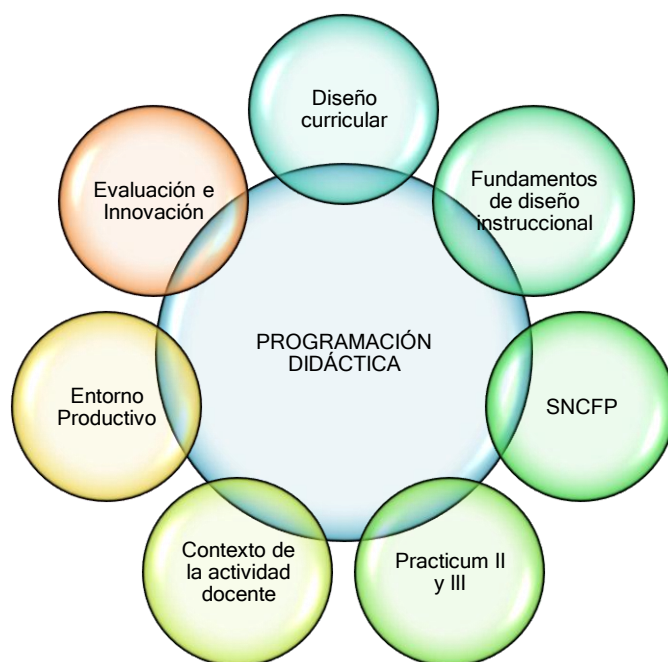 Diseño
curricular
Fundamentos
de diseño
instruccional
SNCFP
Practicum II
y III
Contexto de
la actividad
docente
Entorno
Productivo
Evaluación e
Innovación
PROGRAMACIÓN
DIDÁCTICA